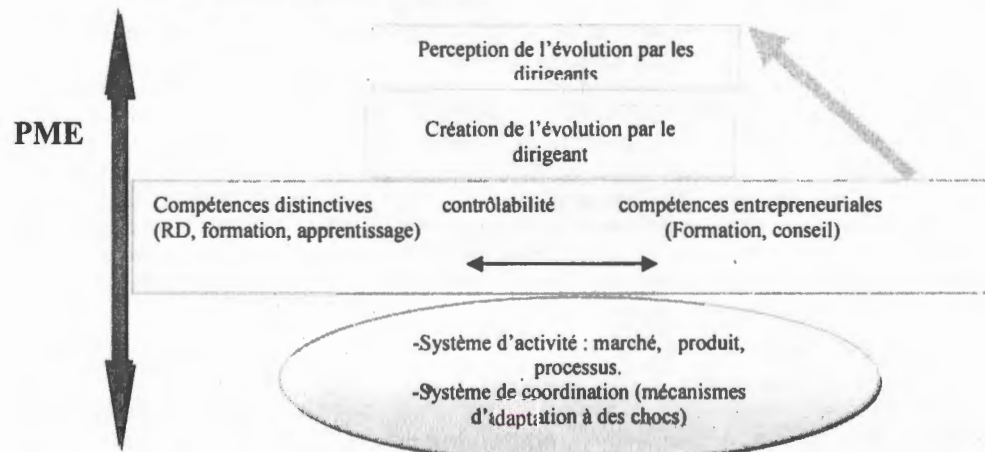 Perception de l'évolution par les
dirigeants
PME
Création de l'évolution par le
dirigeant
Compétences distinctives contrôlabilité compétences entrepreneuriales
(RD, formation, apprentissage) (Formation, conseil)
-Système d'activité : marché, produit,
processus.
-Système de coordination (mécanismes
d'adaptation à des chocs)